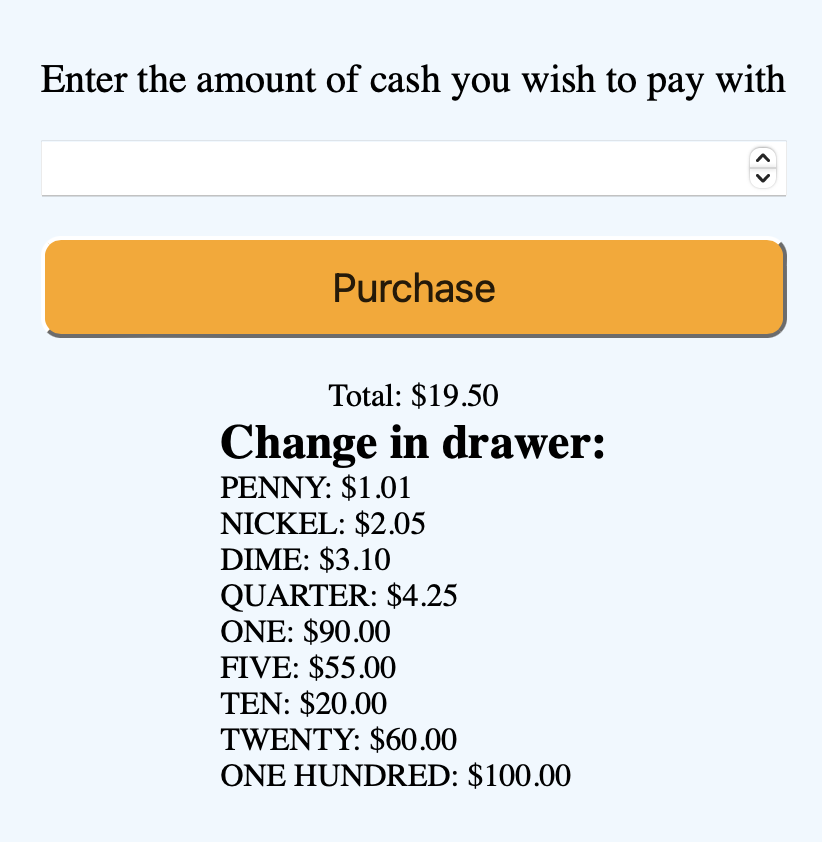 Enter the amount of cash you wish to pay with
Purchase
Total: $19.50
Change in drawer:
PENNY: $1.01
NICKEL: $2.05
DIME: $3.10
QUARTER: $4.25
ONE: $90.00
FIVE: $55.00
TEN: $20.00
TWENTY: $60.00
ONE HUNDRED: $100.00